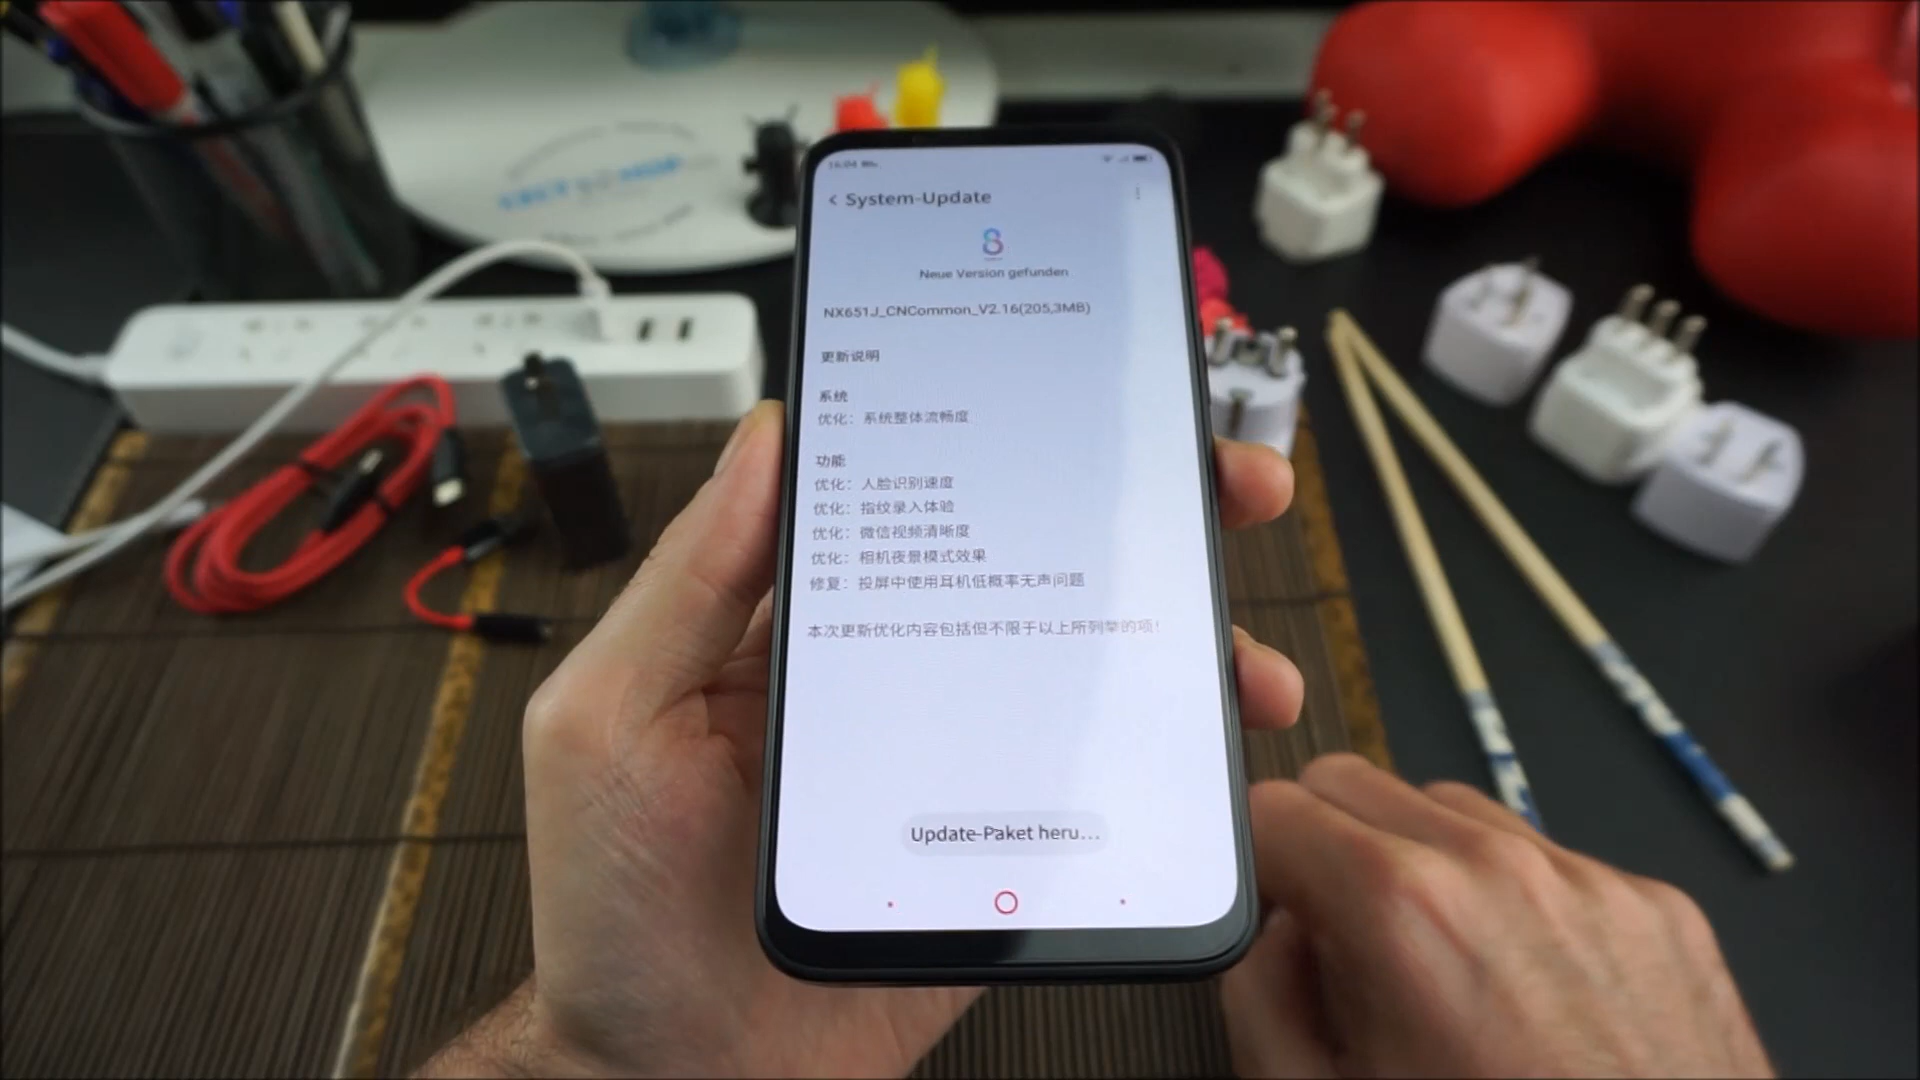 16:04
System-Update
Neue Version gefunden
NX651J_CNCommon_V2.16(205,3MB)
更新说明
系统
优化：系统整体流畅度
功能
优化：人脸识别速度
优化：指纹录入体验
优化：微信视频清晰度
优化：相机夜景模式效果
修复：投屏中使用耳机低概率无声问题
本次更新优化内容包括但不限于以上所列举的项！
Update-Paket heru...